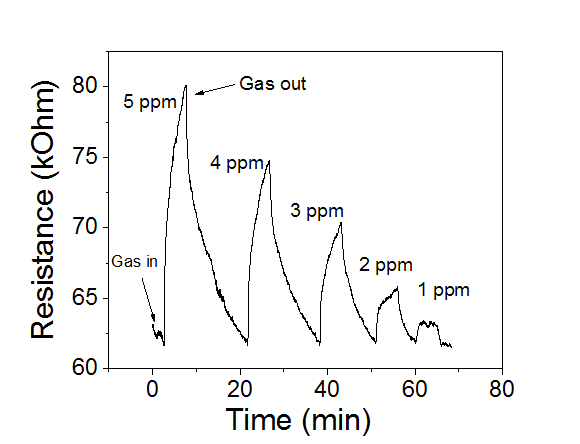 80
75
70
65
60
Resistance (kOhm)
5 ppm
Gas out
4 ppm
3 ppm
Gas in
2 ppm
1 ppm
0
20
40
60
80
Time (min)